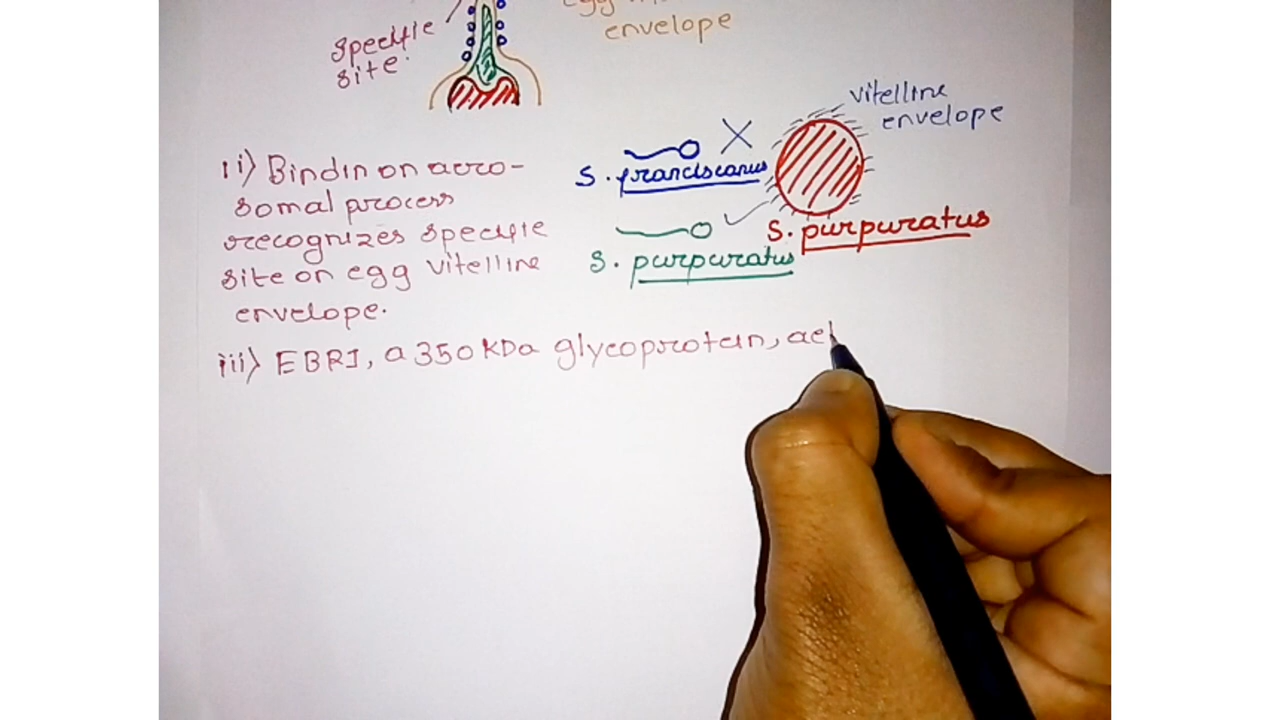 envelope
specific
site.
vitelline
envelope
S. franciscanus
S. purpuratus
S. purpuratus
ii) Bindin on acro-
somal process
recognizes specific
site on egg vitelline
envelope.
iii) EBRI, a 350 kDa glycoprotein,